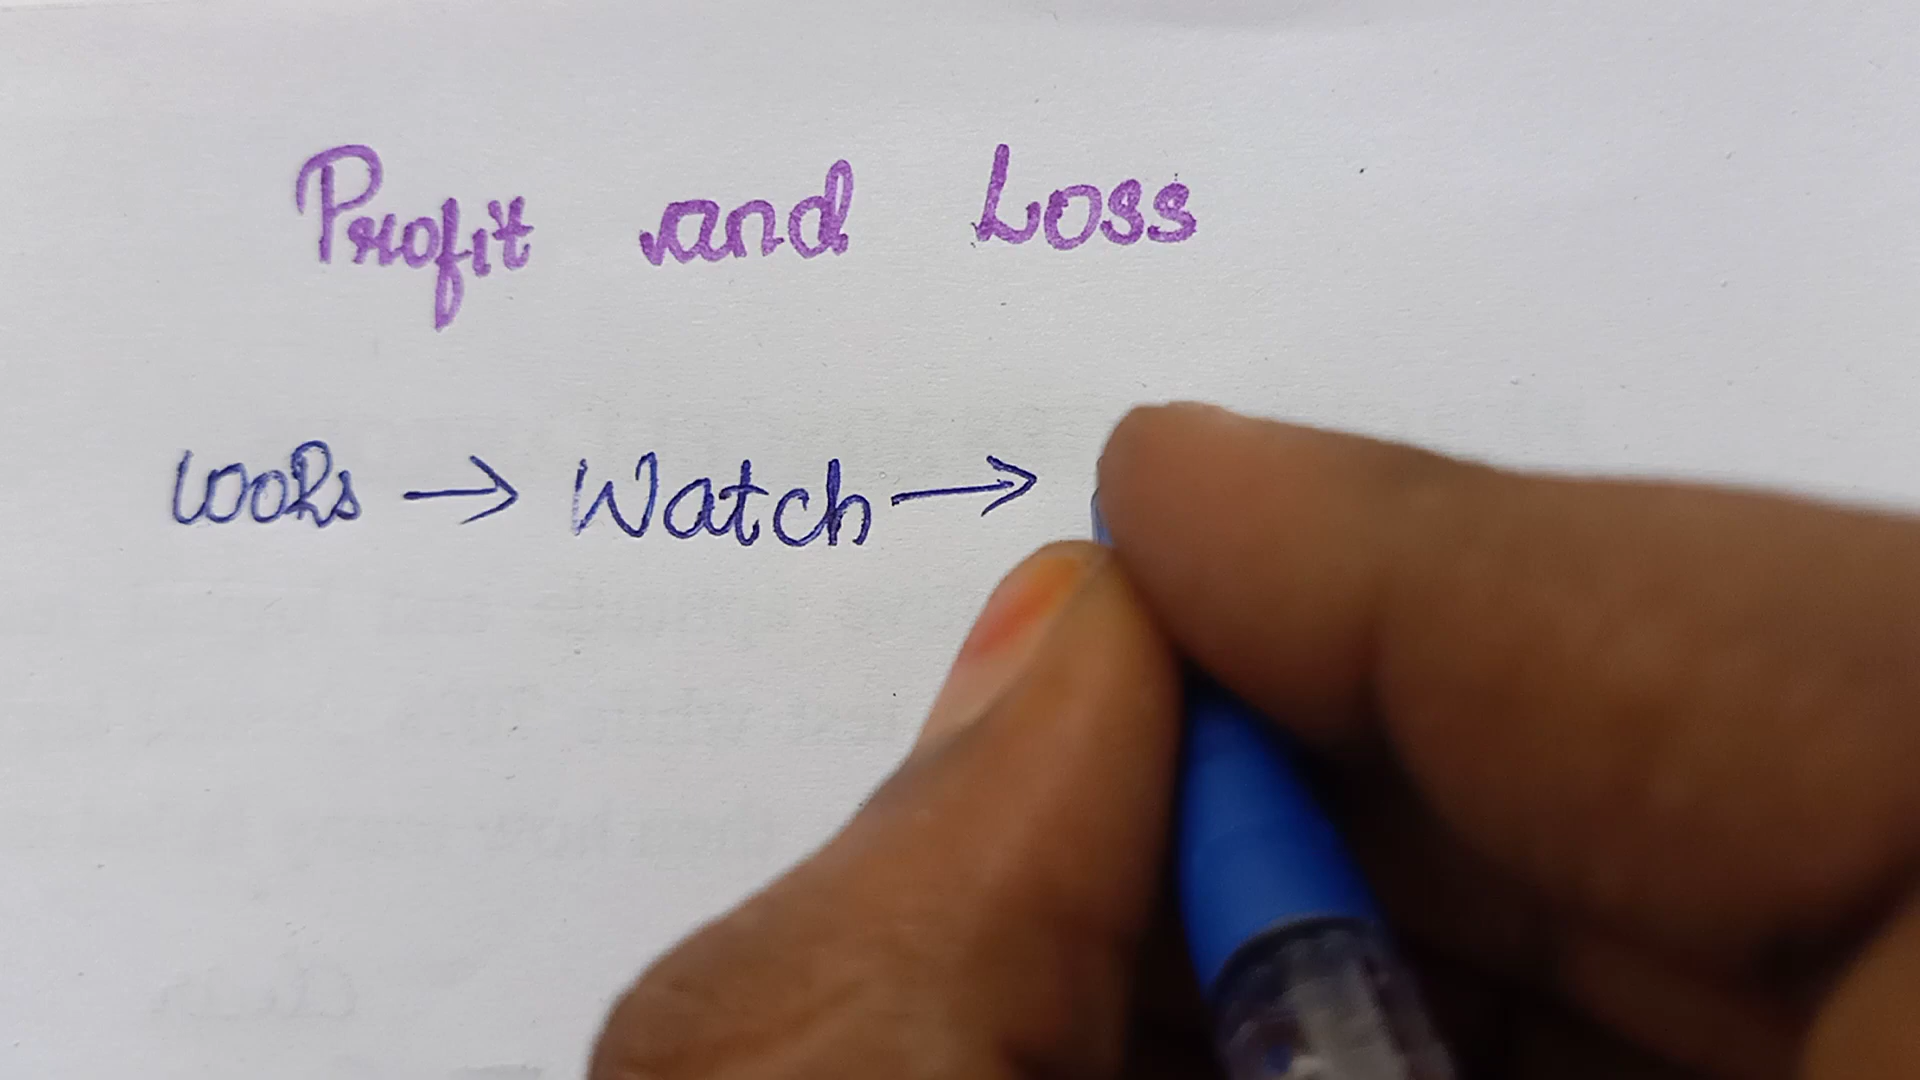 Profit and Loss
100Rs → Watch →